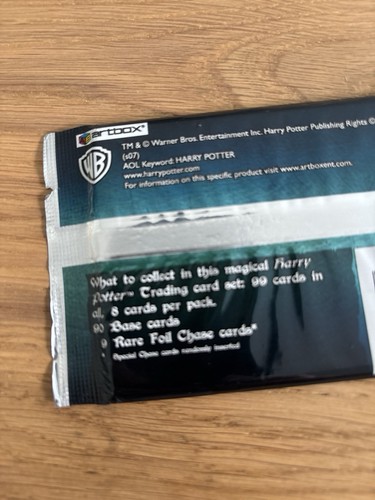 artbox
TM & © Warner Bros. Entertainment Inc. Harry Potter Publishing Rights ©
(s07)
AOL Keyword: HARRY POTTER
www.harrypotter.com
For information on this specific product visit www.artboxent.com.
WB
What to collect in this magical Harry
Potter™ Trading card set: 99 cards in
al, 8 cards per pack.
90 Base cards
9 Rare Foil Chase cards*
* Special Chase cards randomly inserted